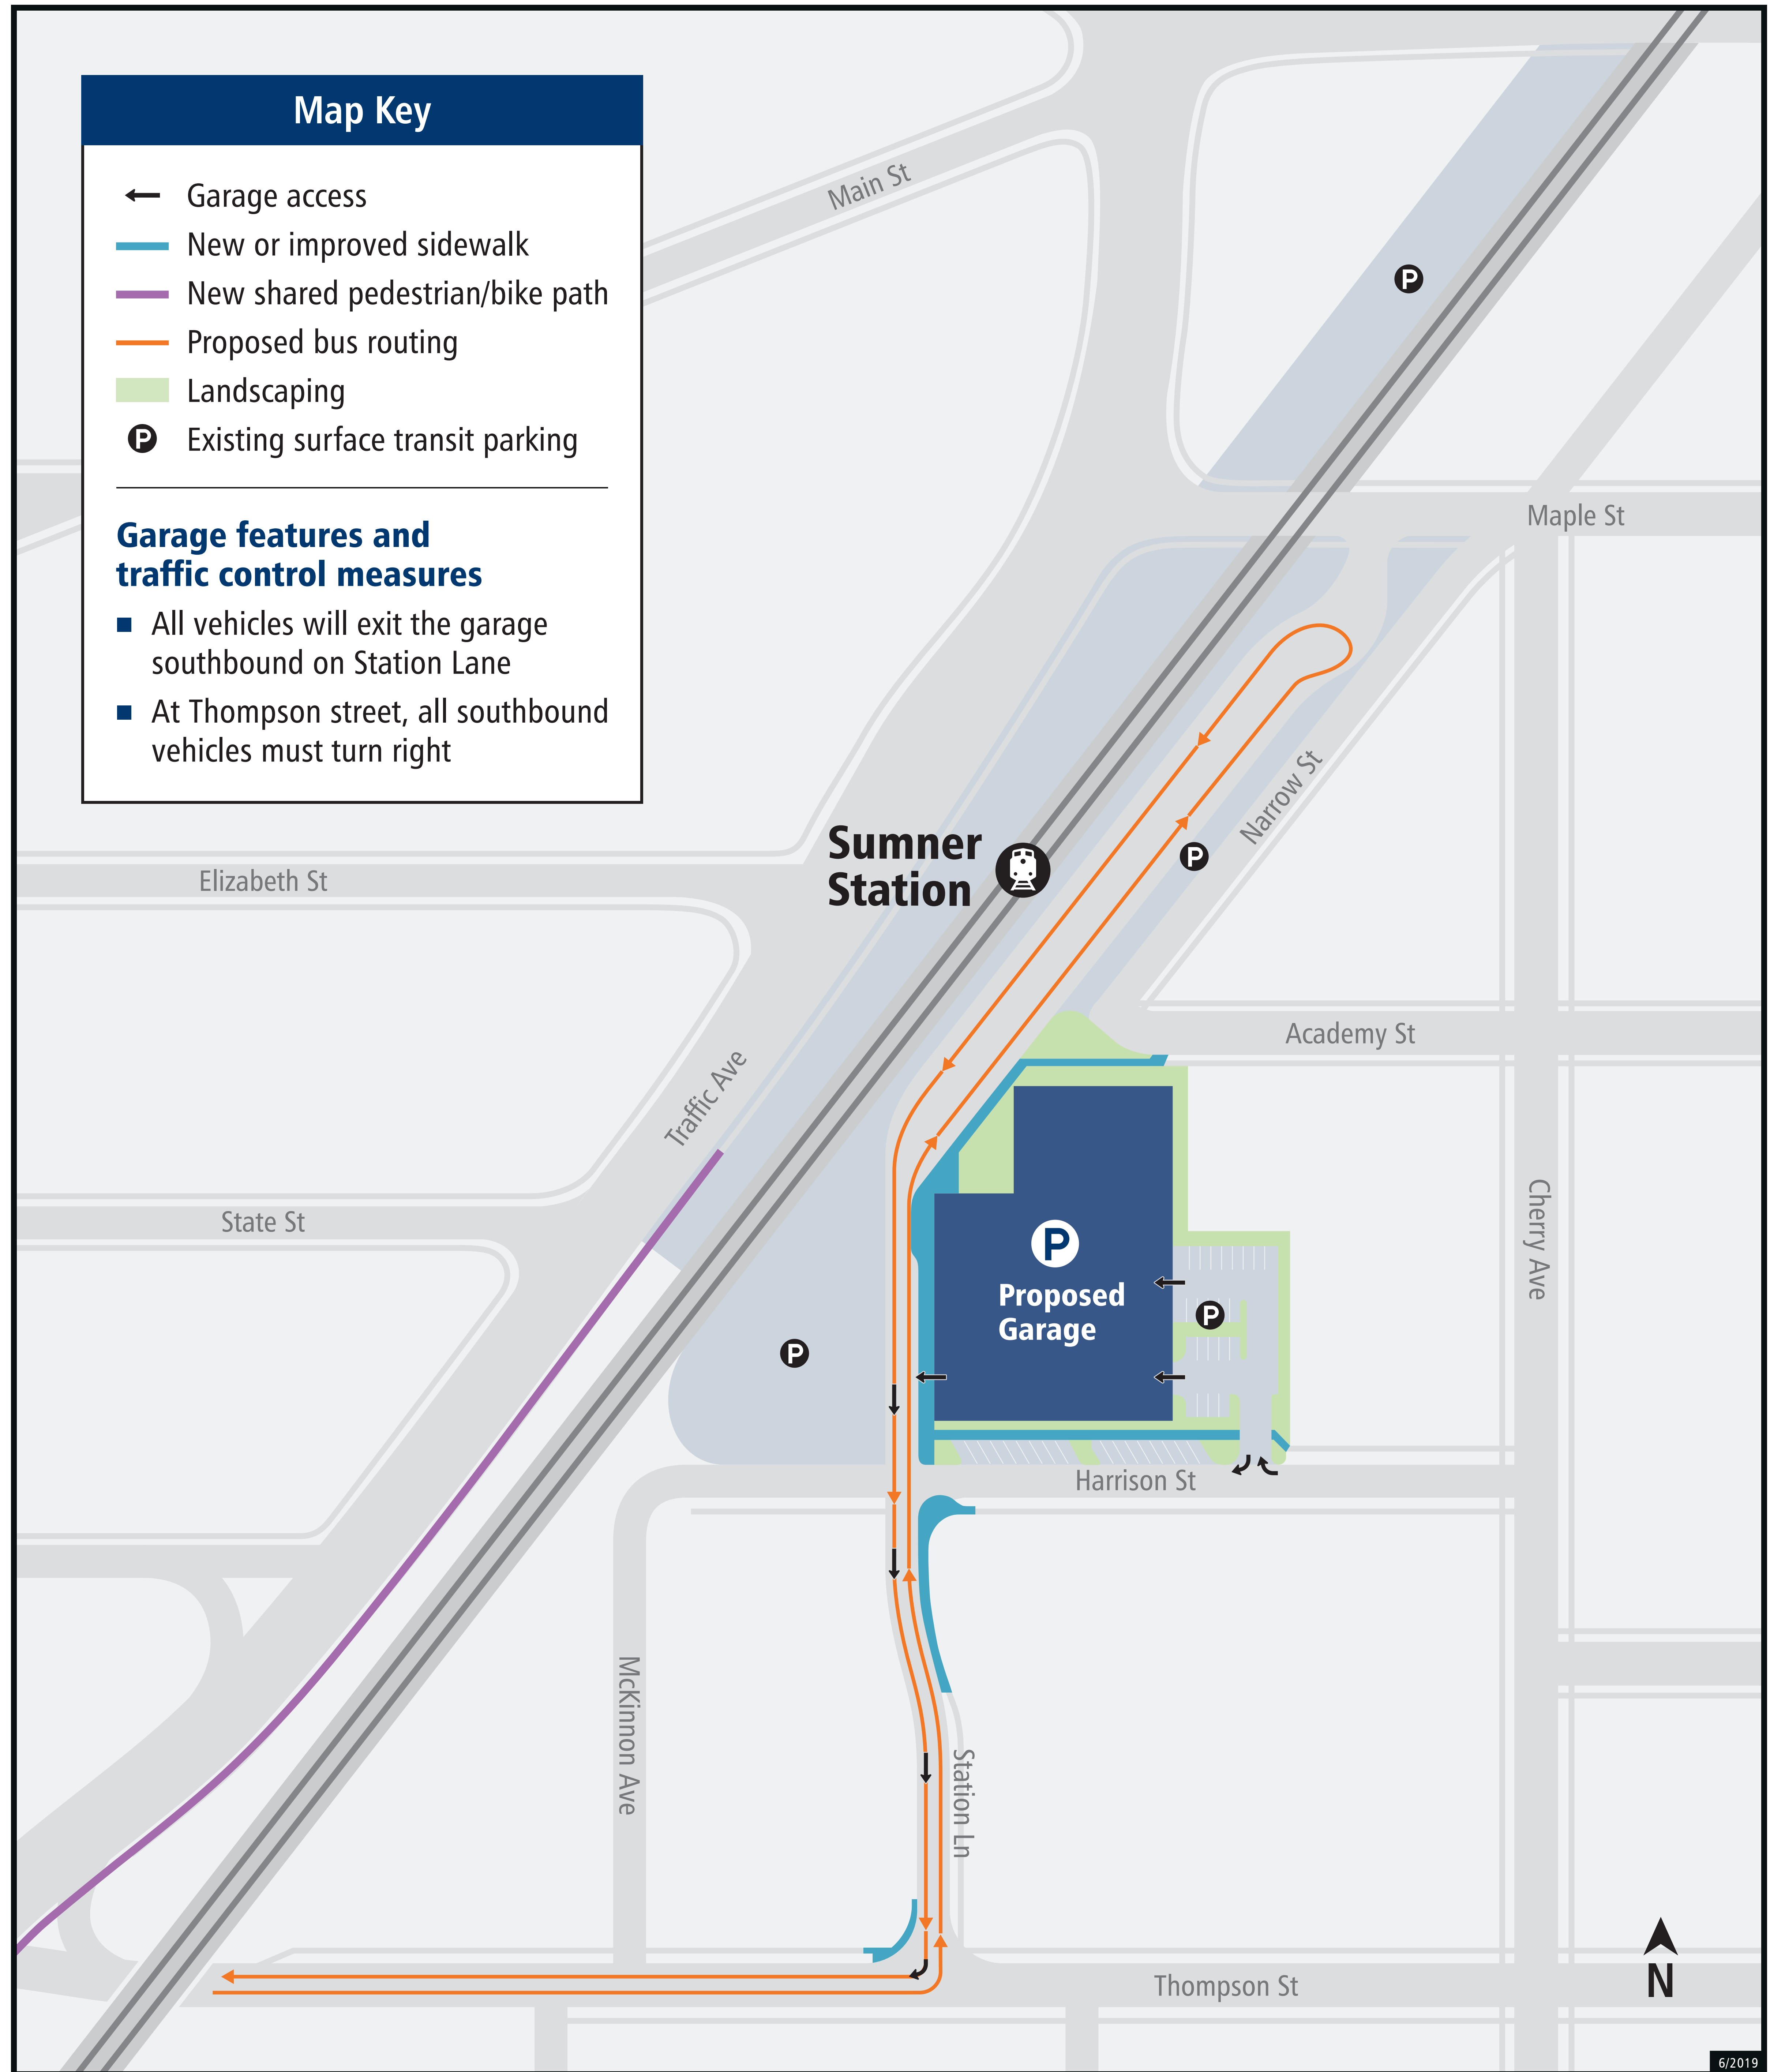 Map Key
Garage access
New or improved sidewalk
New shared pedestrian/bike path
Proposed bus routing
Landscaping
P
Existing surface transit parking
Garage features and
traffic control measures
All vehicles will exit the garage
southbound on Station Lane
At Thompson street, all southbound
vehicles must turn right
Main St
P
Maple St
Narrow St
Sumner
Station
P
Elizabeth St
Academy St
Traffic Ave
State St
Cherry Ave
P
Proposed
Garage
P
P
Harrison St
McKinnon Ave
Station Ln
Thompson St
N
6/2019